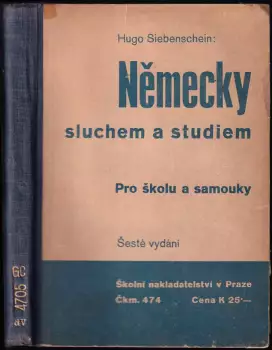 Hugo Siebenschein:
Německy
sluchem a studiem
Pro školu a samouky
Šesté vydání
Školní nakladatelství v Praze
Čkm. 474 Cena K 25·—
GC
4705
av